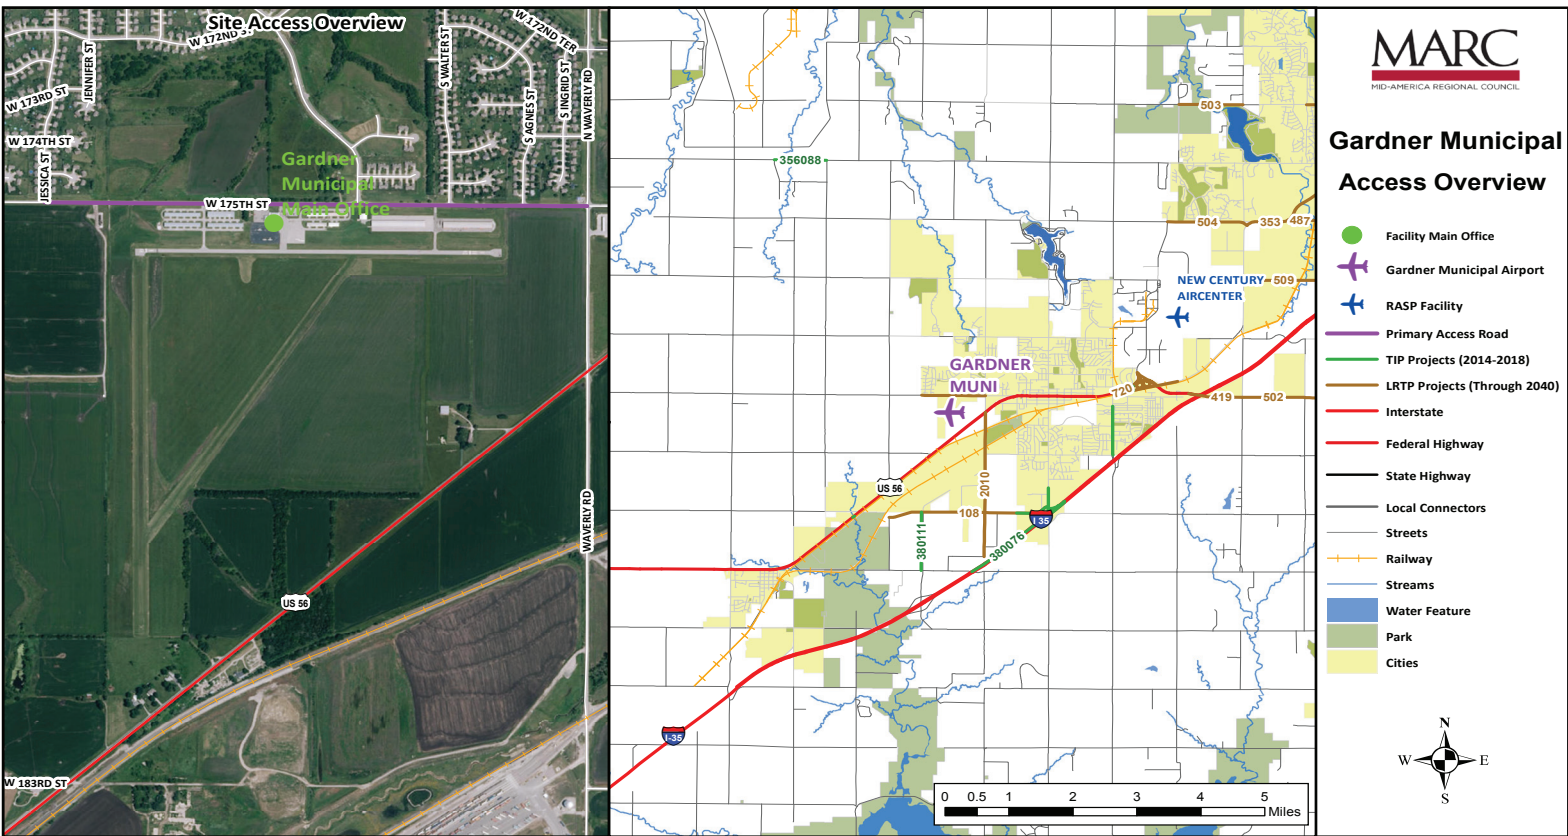 Site Access Overview
W 172ND ST
W 172ND TER
JENNIFER ST
S WALTER ST
S AGNES ST
S INGRID ST
N WAVERLY RD
W 173RD ST
W 174TH ST
JESSICA ST
Gardner
Municipal
Main Office
W 175TH ST
WAVERLY RD
US 56
W 183RD ST
503
356088
504
353
487
NEW CENTURY
AIRCENTER
509
GARDNER
MUNI
720
419
502
US 56
2010
108
I 35
380111
380076
I-35
0 0.5 1 2 3 4 5
Miles
MARC
MID-AMERICA REGIONAL COUNCIL
Gardner Municipal
Access Overview
Facility Main Office
Gardner Municipal Airport
RASP Facility
Primary Access Road
TIP Projects (2014-2018)
LRTP Projects (Through 2040)
Interstate
Federal Highway
State Highway
Local Connectors
Streets
Railway
Streams
Water Feature
Park
Cities
N
W E
S